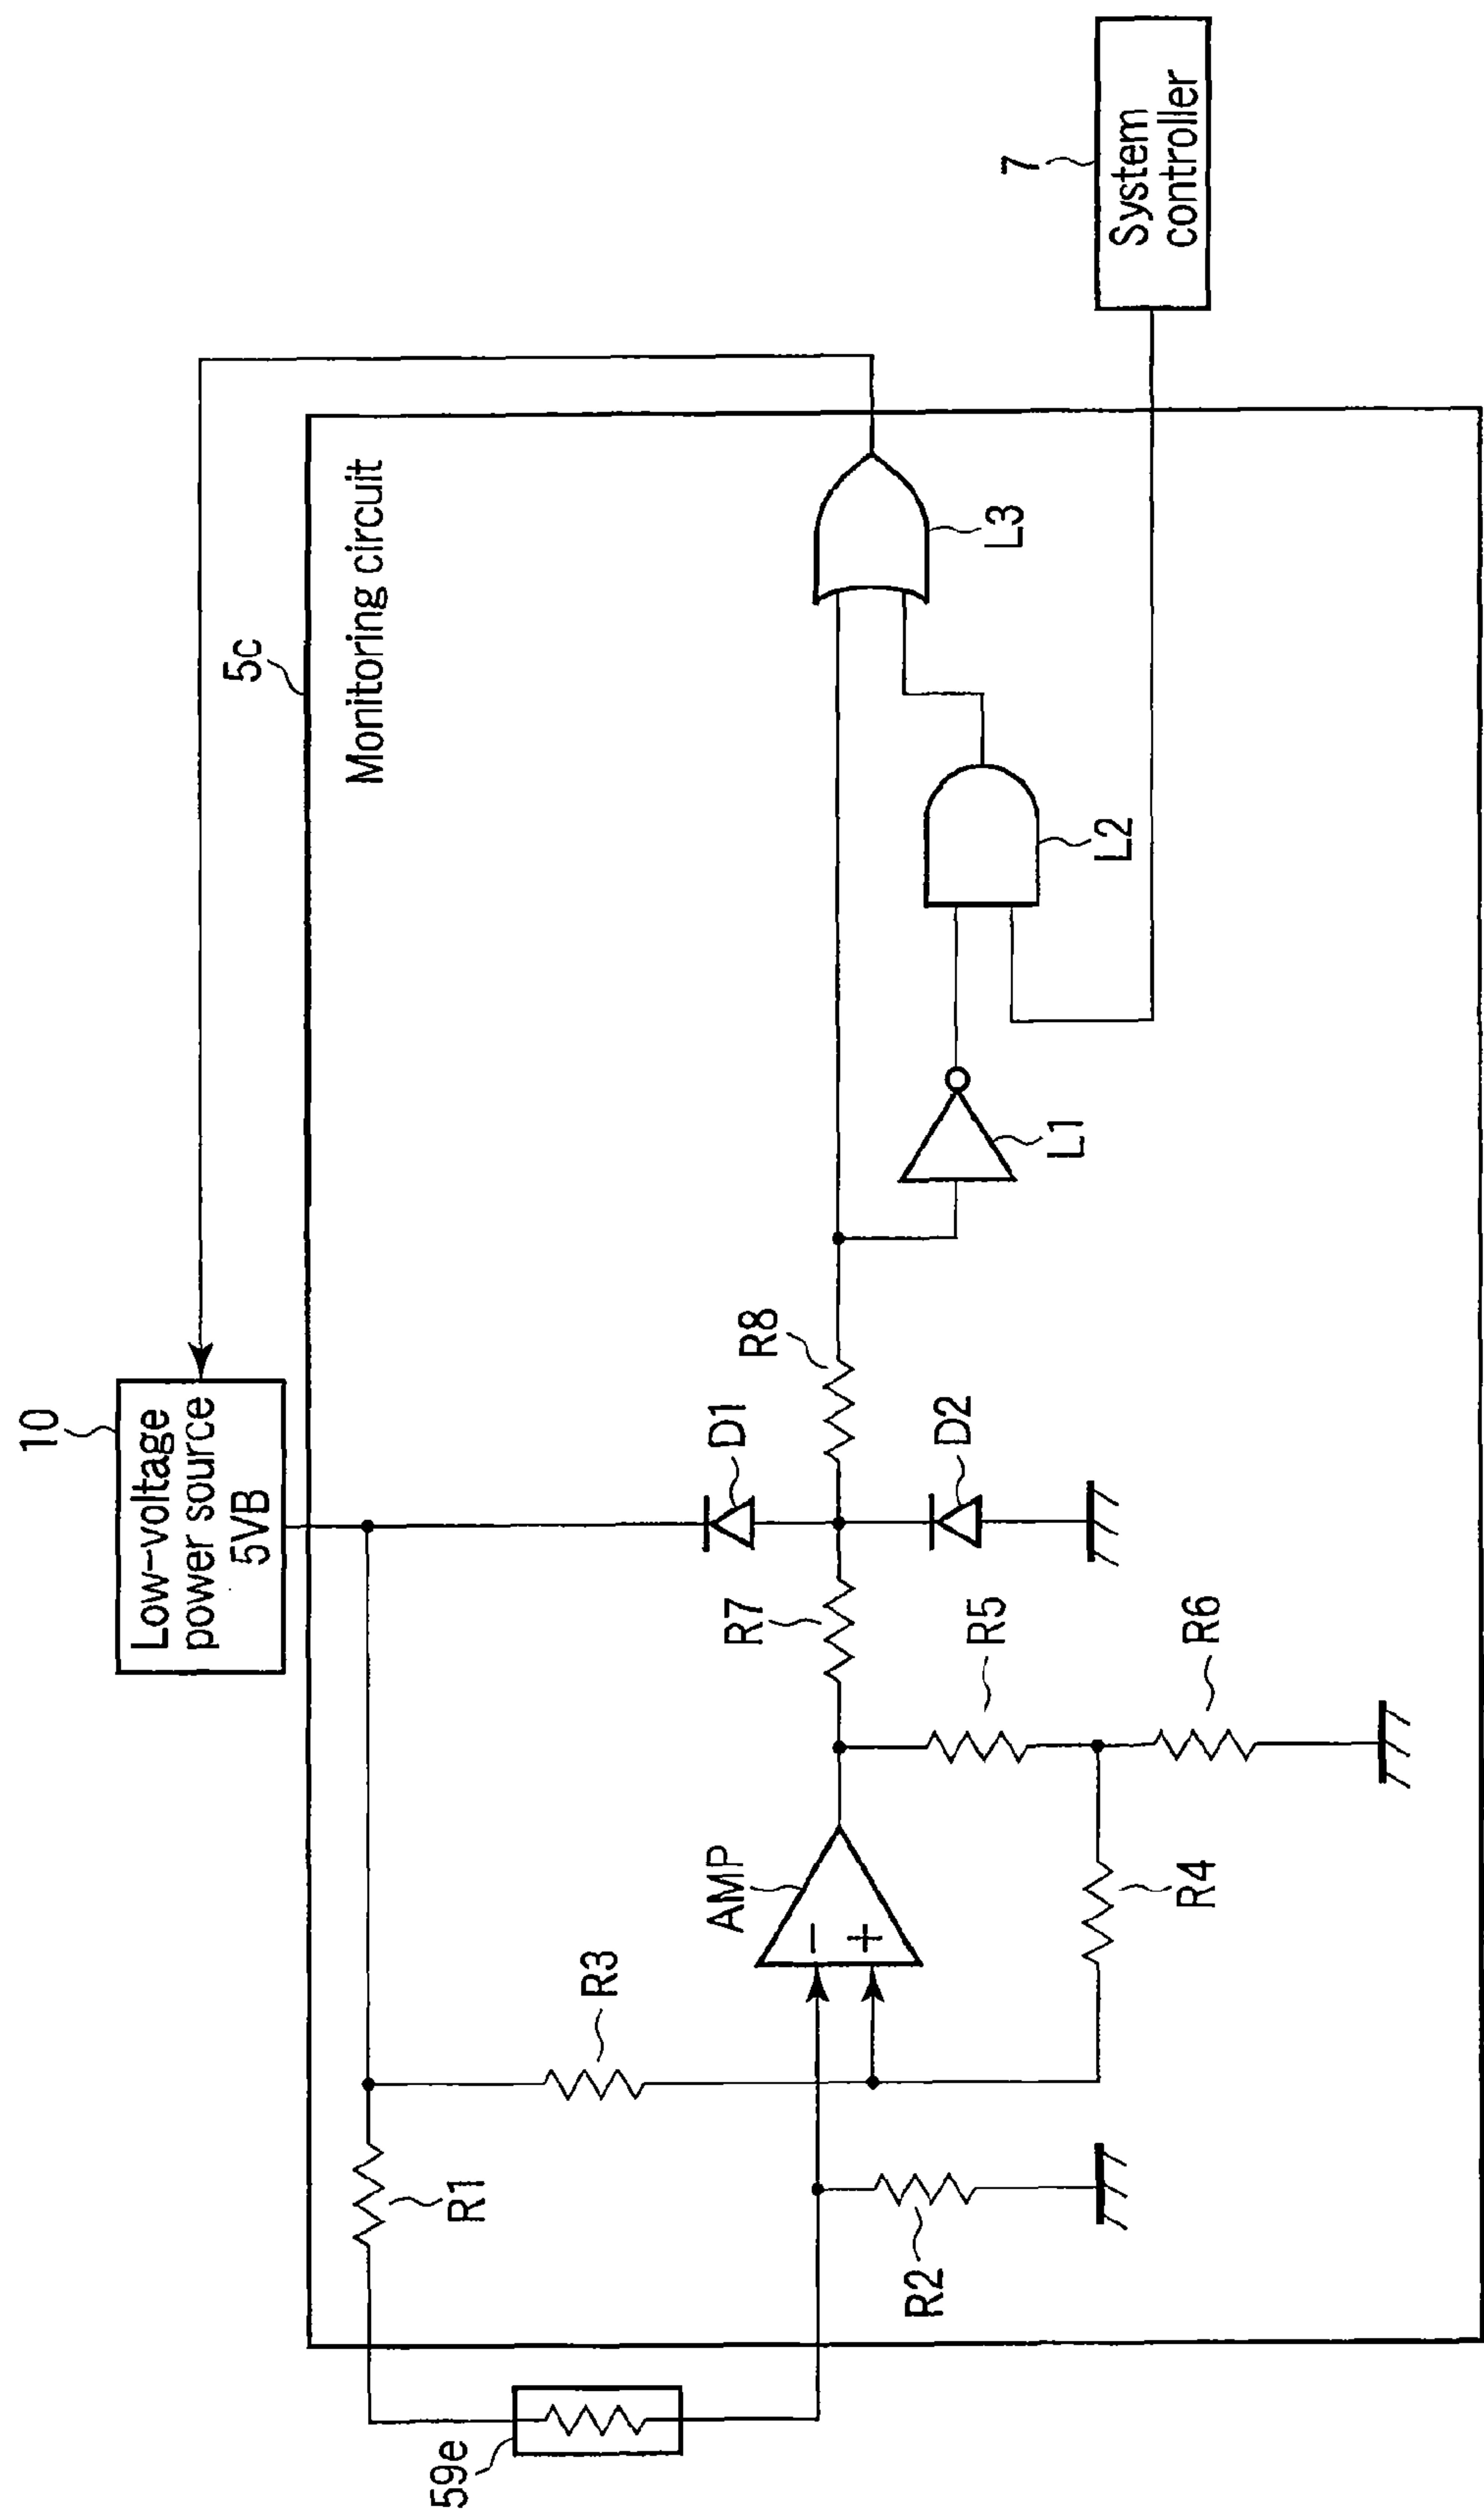 10
Low-voltage
power source
5VB
5c
Monitoring circuit
7
System
controller
59e
R1
R2
R3
AMP
−
+
R4
R5
R6
R7
D1
D2
R8
L1
L2
L3